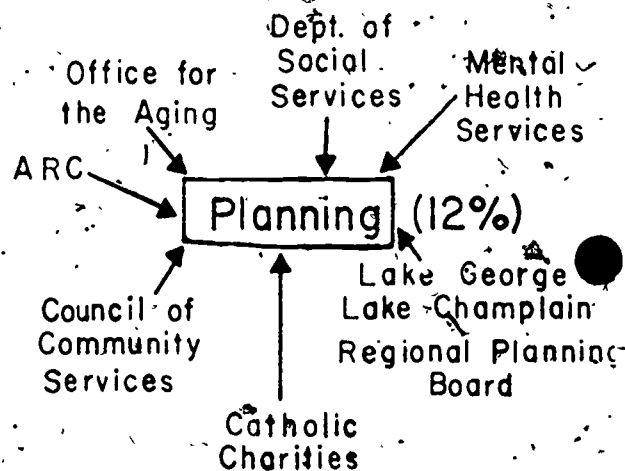 Dept. of
Social
Services
Office for
the Aging
Mental
Health
Services
ARC
Planning (12%)
Lake George
Lake Champlain
Regional Planning
Board
Council of
Community
Services
Catholic
Charities